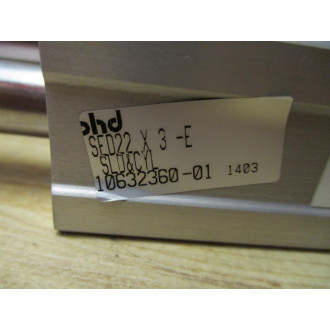 phd
SED22 X 3 -E
SLD&CYL
10632360-01 1403